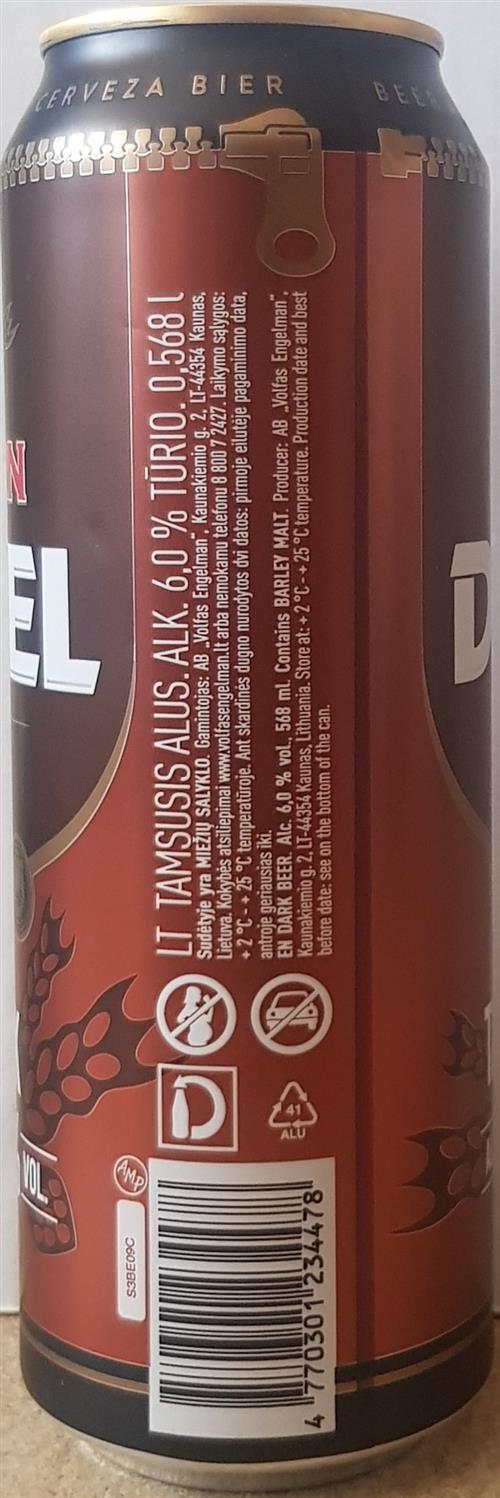 CERVEZA BIER
BEER
N
EL
D
LT TAMSUSIS ALUS. ALK. 6,0 % TŪRIO. 0,568 l
Sudėtyje yra MIEŽIŲ SALYKLO. Gamintojas: AB „Volfas Engelman", Kaunakiemio g. 2, LT-44354 Kaunas,
Lietuva. Kokybės atsiliepimai www.volfasengelman.lt arba nemokamu telefonu 8 800 7 2427. Laikymo sąlygos:
+ 2 °C - + 25 °C temperatūroje. Ant skardinės dugno nurodytos dvi datos: pirmoje eilutėje pagaminimo data,
antroje geriausias iki.
EN DARK BEER. Alc. 6,0 % vol., 568 ml. Contains BARLEY MALT. Producer: AB „Volfas Engelman",
Kaunakiemio g. 2, LT-44354 Kaunas, Lithuania. Store at: + 2 °C - + 25 °C temperature. Production date and best
before date: see on the bottom of the can.
41
ALU
VOL.
AMP
S3BE09C
4 770301 234478